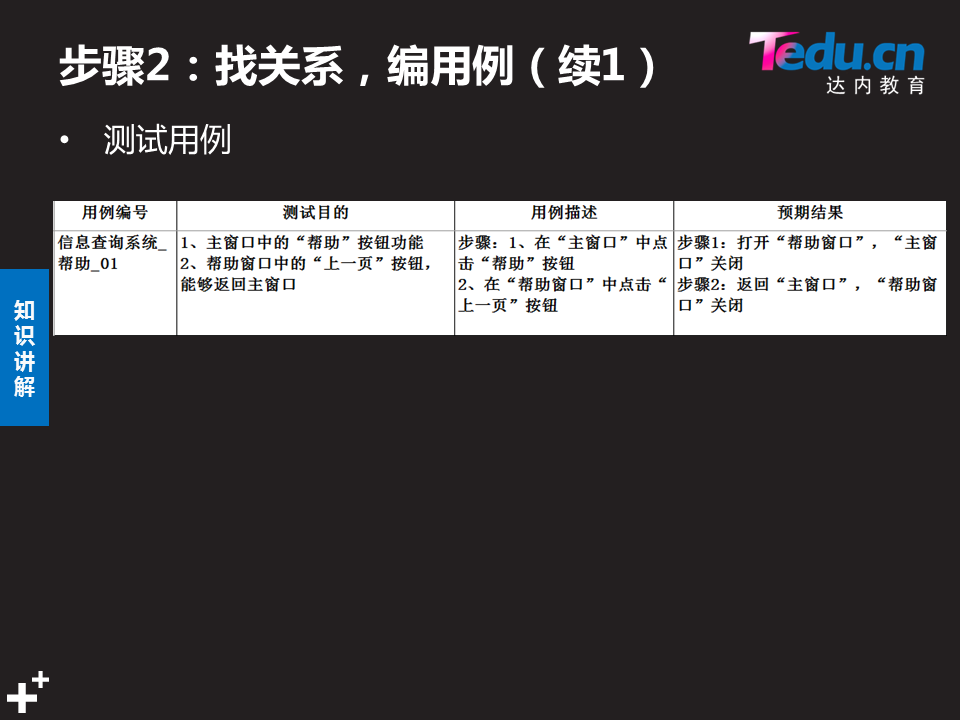 步骤2：找关系，编用例（续1）
Tedu.cn
达内教育
• 测试用例
用例编号 测试目的 用例描述 预期结果
信息查询系统_
帮助_01
1、主窗口中的“帮助”按钮功能
2、帮助窗口中的“上一页”按钮，
能够返回主窗口
步骤：1、在“主窗口”中点
击“帮助”按钮
2、在“帮助窗口”中点击“
上一页”按钮
步骤1：打开“帮助窗口”，“主窗
口”关闭
步骤2：返回“主窗口”，“帮助窗
口”关闭
知
识
讲
解